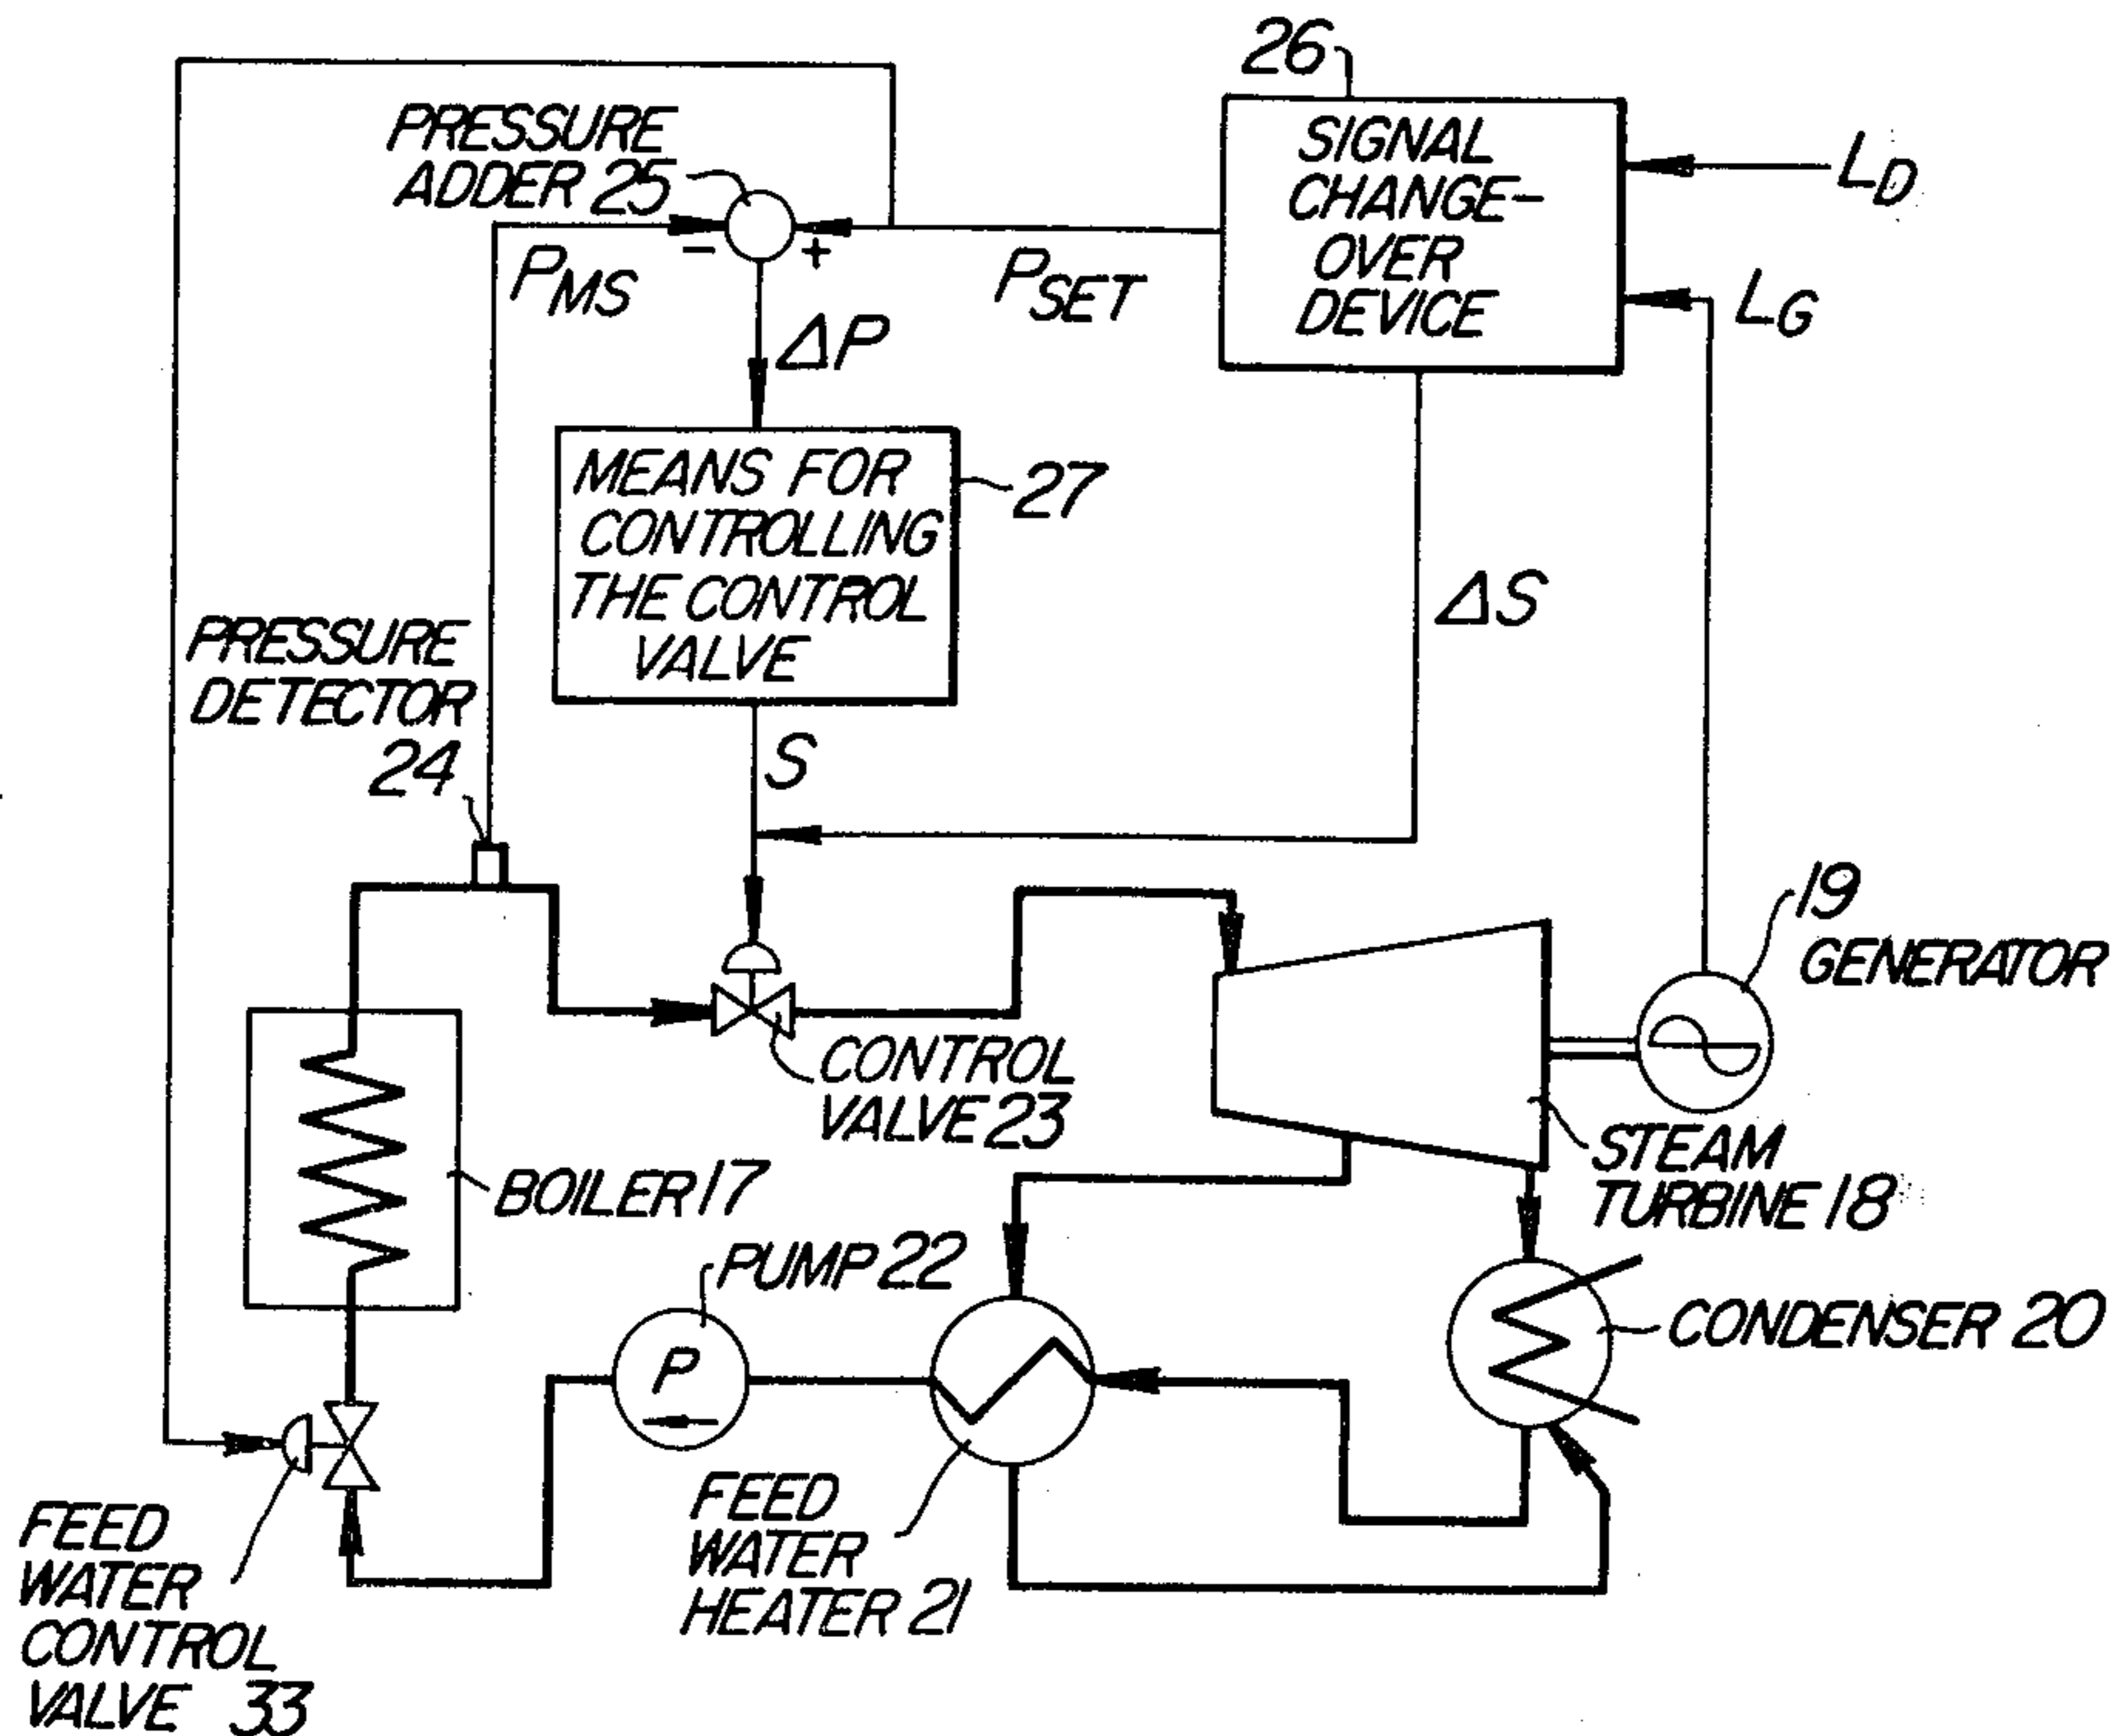 26
PRESSURE
ADDER 25
SIGNAL
CHANGE-
OVER
DEVICE
L_D
L_G
-
+
P_MS
P_SET
ΔP
MEANS FOR
CONTROLLING
THE CONTROL
VALVE
27
ΔS
PRESSURE
DETECTOR
24
S
19
GENERATOR
CONTROL
VALVE 23
BOILER 17
STEAM
TURBINE 18
PUMP 22
P
CONDENSER 20
FEED
WATER
HEATER 21
FEED
WATER
CONTROL
VALVE 33